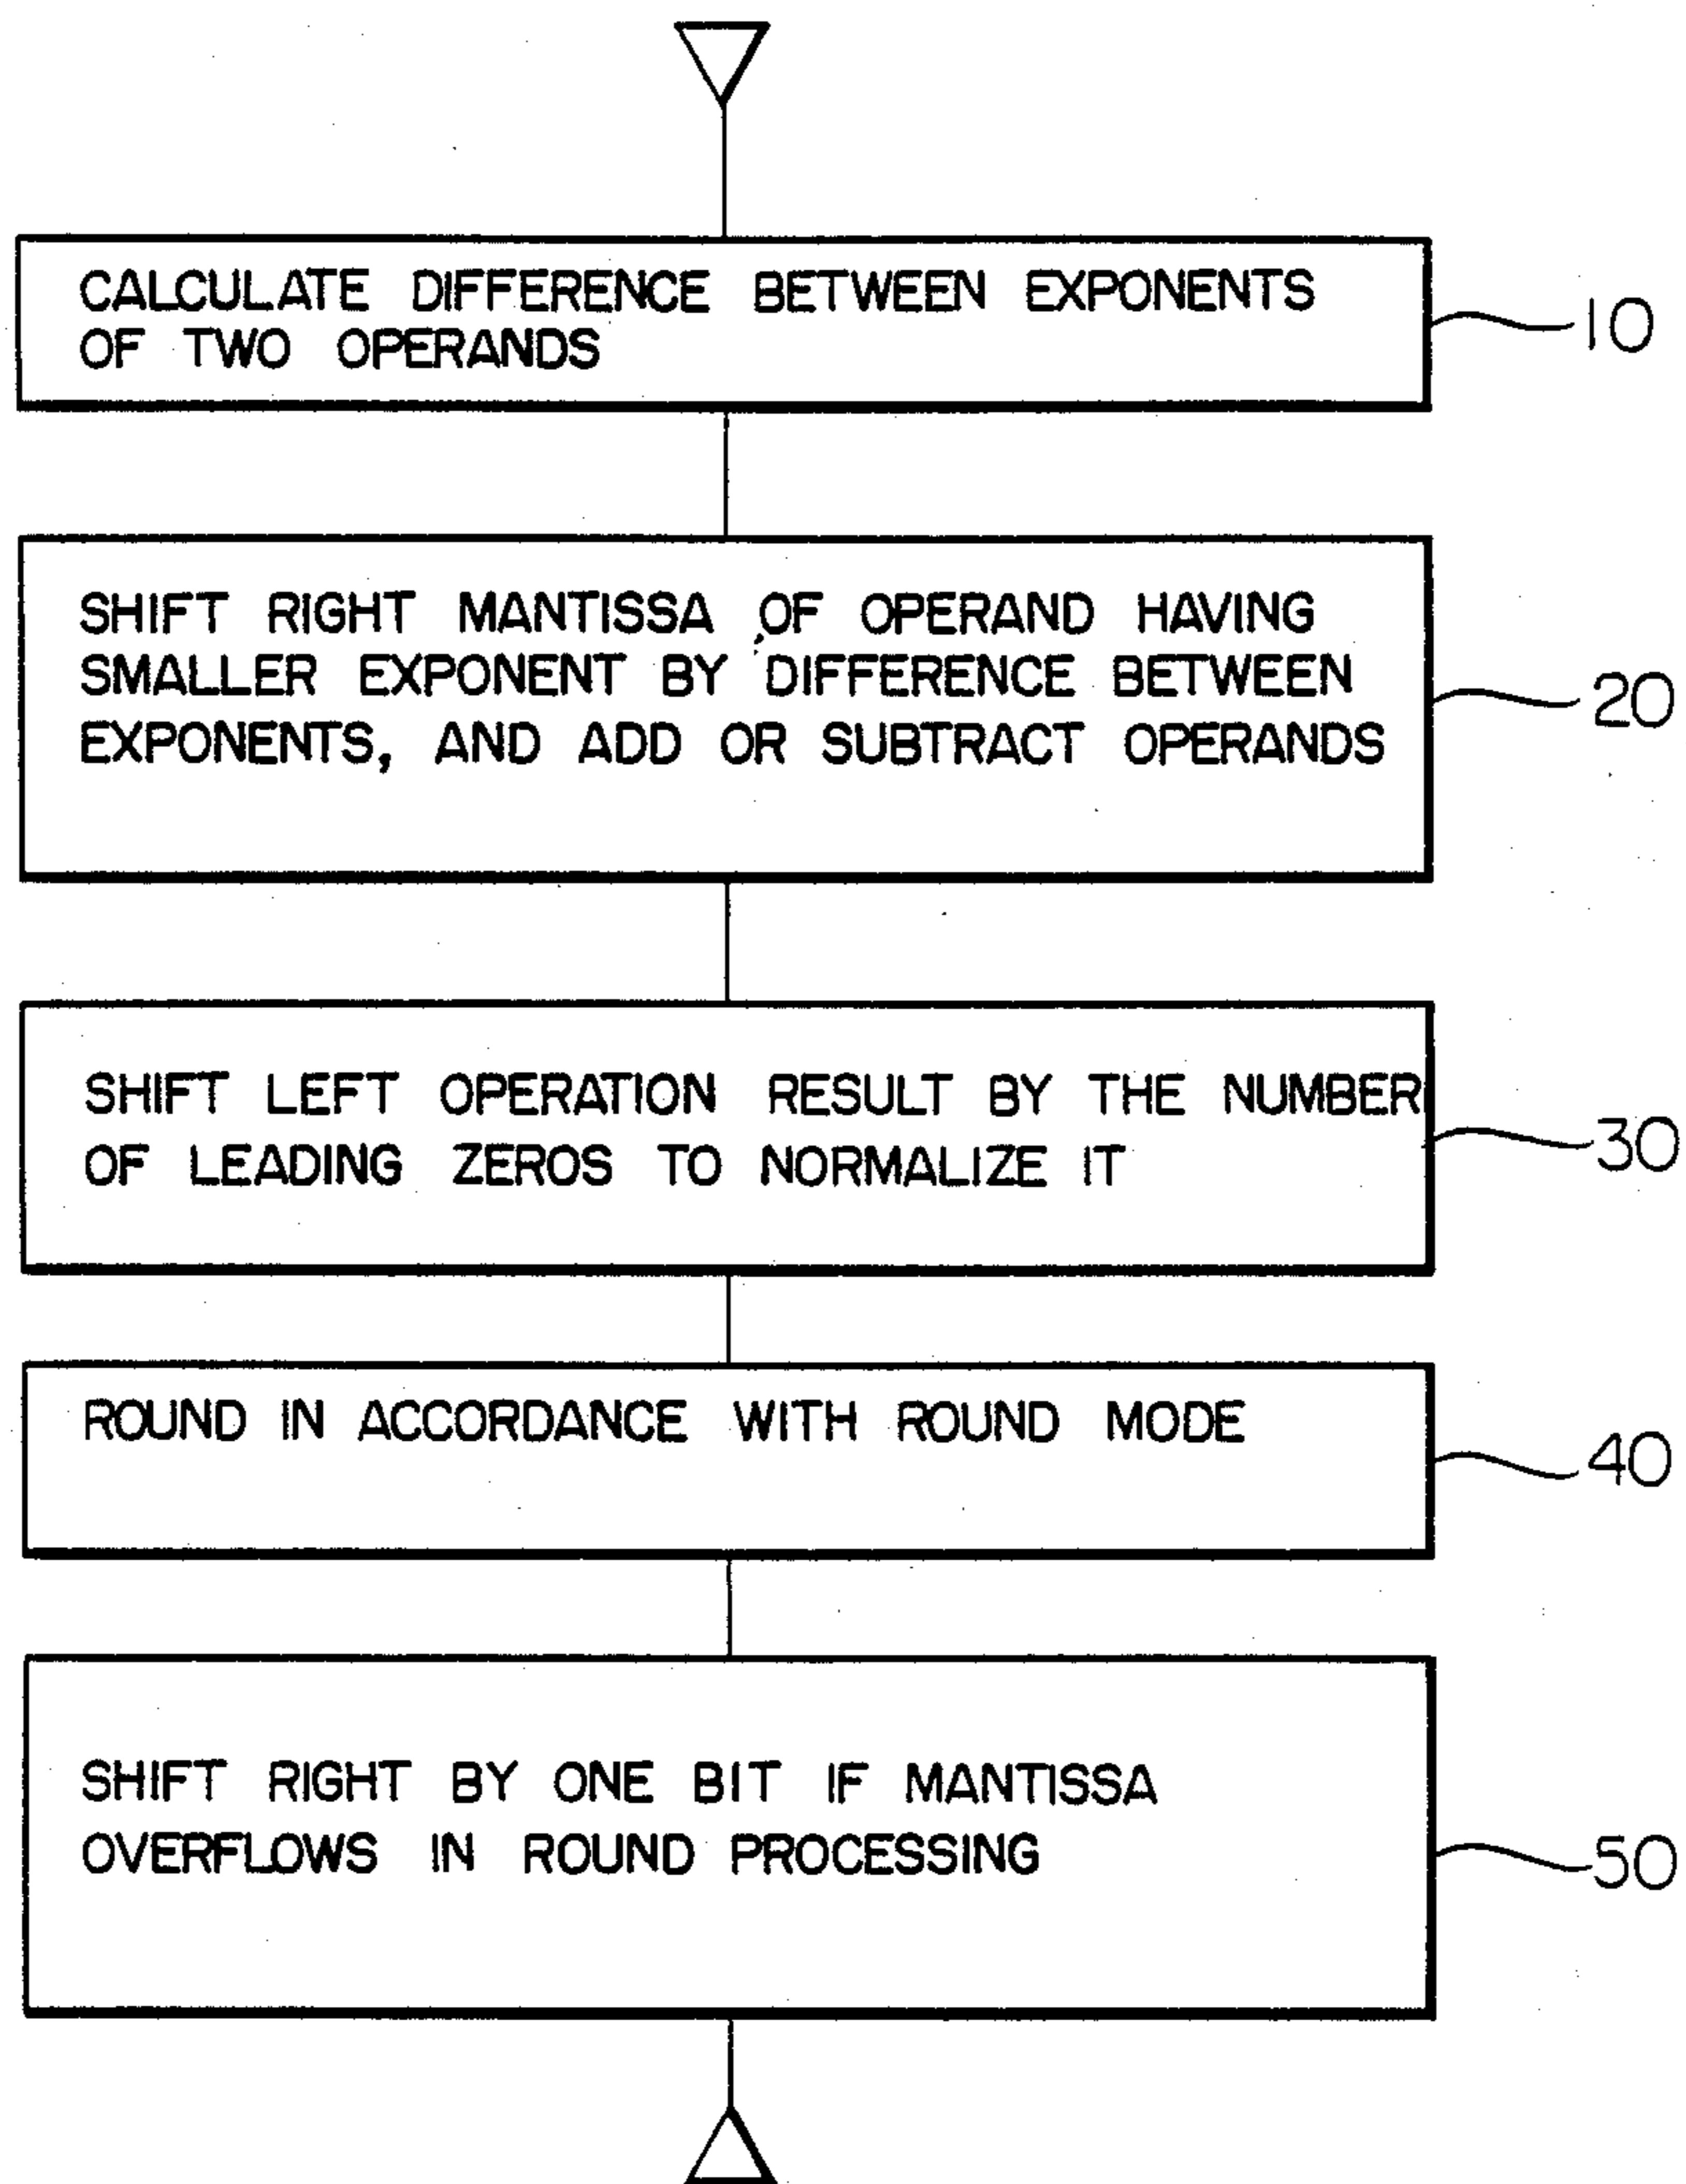 CALCULATE DIFFERENCE BETWEEN EXPONENTS
OF TWO OPERANDS
10
SHIFT RIGHT MANTISSA OF OPERAND HAVING
SMALLER EXPONENT BY DIFFERENCE BETWEEN
EXPONENTS, AND ADD OR SUBTRACT OPERANDS
20
SHIFT LEFT OPERATION RESULT BY THE NUMBER
OF LEADING ZEROS TO NORMALIZE IT
30
ROUND IN ACCORDANCE WITH ROUND MODE
40
SHIFT RIGHT BY ONE BIT IF MANTISSA
OVERFLOWS IN ROUND PROCESSING
50